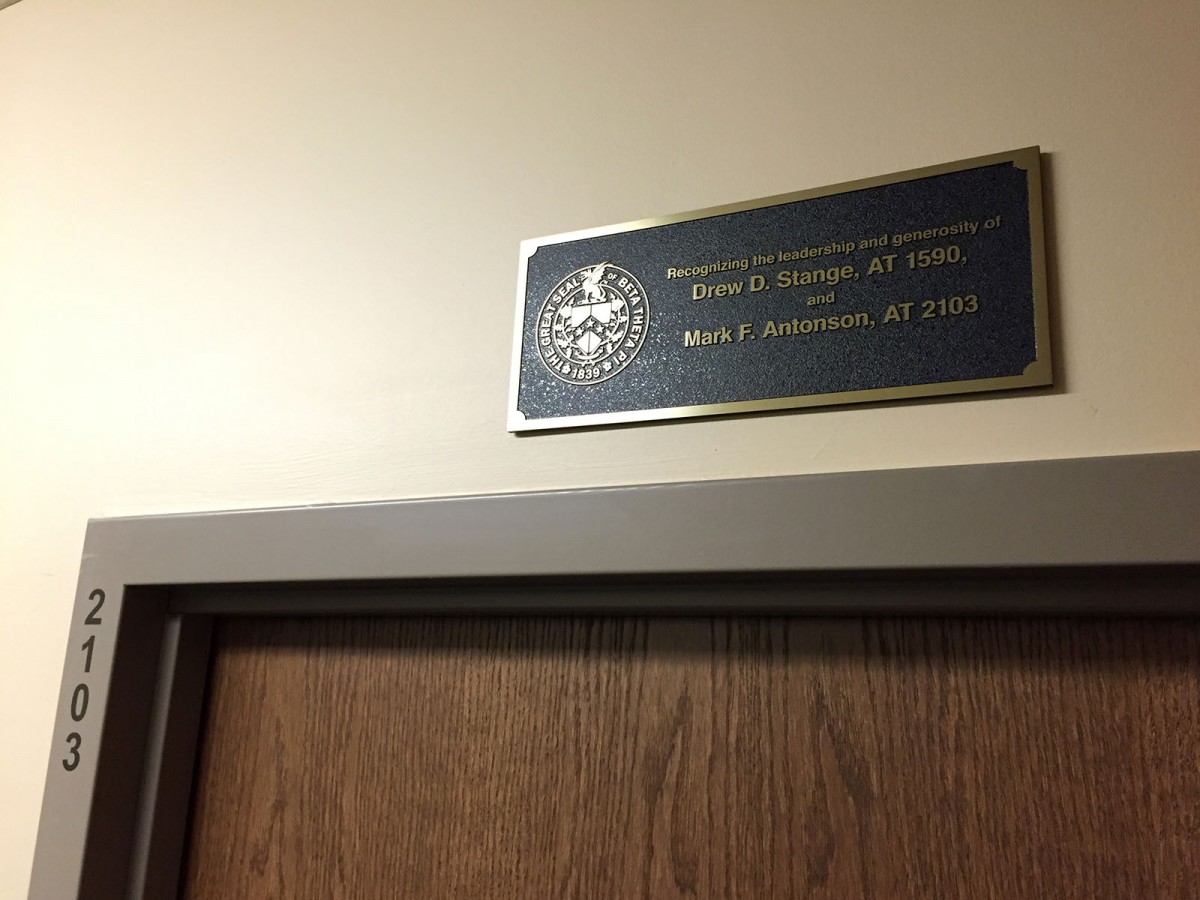 THE GREAT SEAL OF BETA THETA PI
1839
Recognizing the leadership and generosity of
Drew D. Stange, AT 1590,
and
Mark F. Antonson, AT 2103
2103